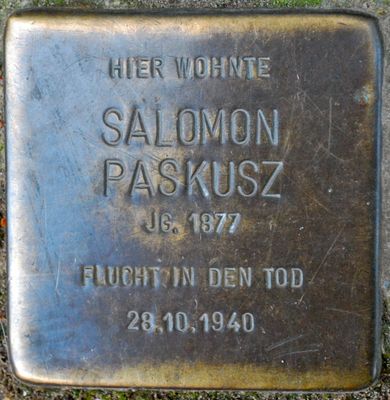 HIER WOHNTE
SALOMON
PASKUSZ
JG. 1877
FLUCHT IN DEN TOD
28.10.1940